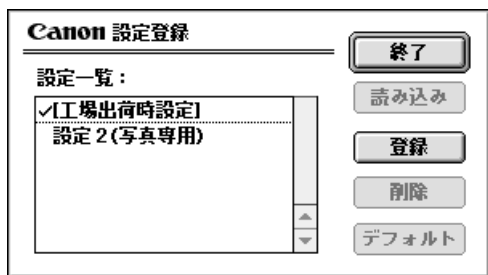 Canon 設定登録
設定一覧：
✓[工場出荷時設定]
設定２(写真専用)
終了
読み込み
登録
削除
デフォルト